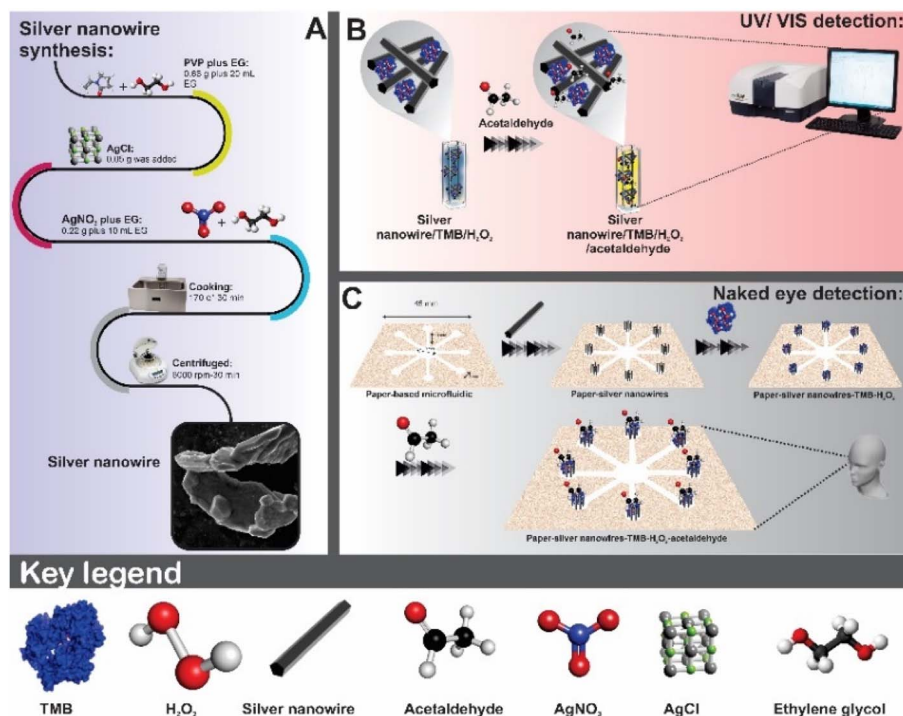 Silver nanowire
synthesis:
A
PVP plus EG:
0.68 g plus 20 mL
EG
AgCl:
0.05 g was added
AgNO₃ plus EG:
0.22 g plus 10 mL EG
Cooking:
170 of 30 min
Centrifuged:
6000 rpm-30 min
Silver nanowire
B
UV/ VIS detection:
Acetaldehyde
Silver
nanowire/TMB/H₂O₂
Silver
nanowire/TMB/H₂O₂
/acetaldehyde
C
Naked eye detection:
Paper-based microfluidic
Paper-silver nanowires
Paper-silver nanowires-TMB-H₂O₂
Paper-silver nanowires-TMB-H₂O₂-acetaldehyde
Key legend
TMB
H₂O₂
Silver nanowire
Acetaldehyde
AgNO₃
AgCl
Ethylene glycol